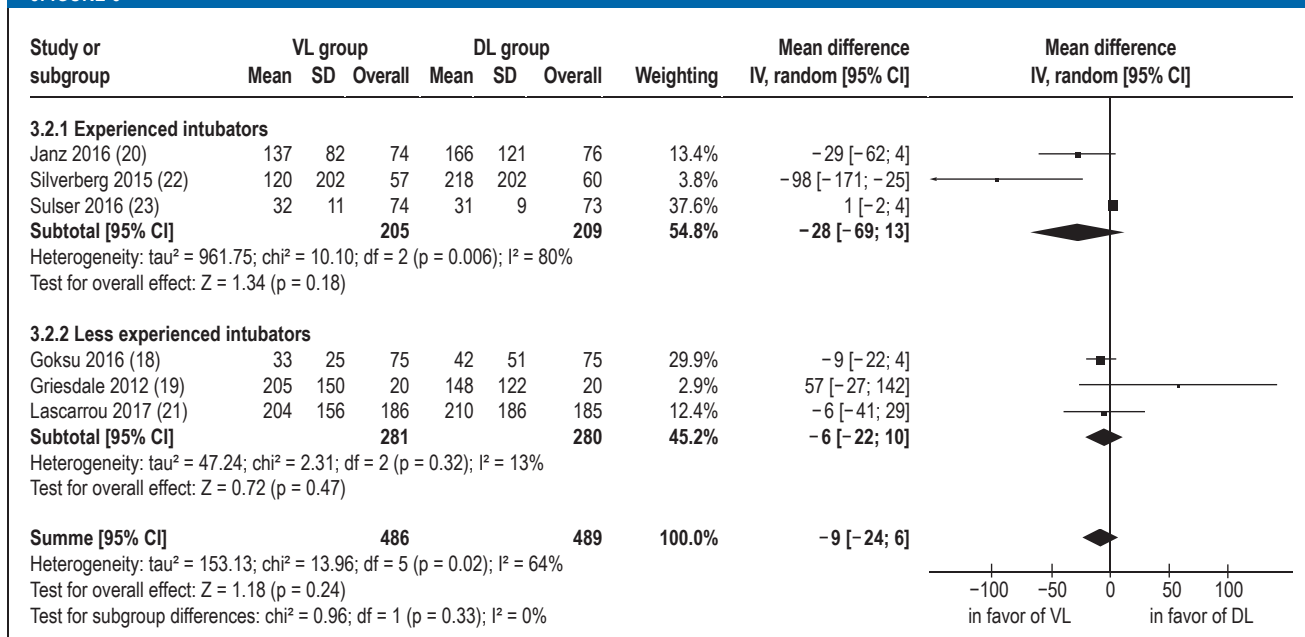 Study or VL group DL group Mean difference Mean difference
subgroup Mean SD Overall Mean SD Overall Weighting IV, random [95% CI] IV, random [95% CI]
3.2.1 Experienced intubators
Janz 2016 (20) 137 82 74 166 121 76 13.4% −29 [−62; 4]
Silverberg 2015 (22) 120 202 57 218 202 60 3.8% −98 [−171; −25]
Sulser 2016 (23) 32 11 74 31 9 73 37.6% 1 [−2; 4]
Subtotal [95% CI] 205 209 54.8% −28 [−69; 13]
Heterogeneity: tau² = 961.75; chi² = 10.10; df = 2 (p = 0.006); I² = 80%
Test for overall effect: Z = 1.34 (p = 0.18)
3.2.2 Less experienced intubators
Goksu 2016 (18) 33 25 75 42 51 75 29.9% −9 [−22; 4]
Griesdale 2012 (19) 205 150 20 148 122 20 2.9% 57 [−27; 142]
Lascarrou 2017 (21) 204 156 186 210 186 185 12.4% −6 [−41; 29]
Subtotal [95% CI] 281 280 45.2% −6 [−22; 10]
Heterogeneity: tau² = 47.24; chi² = 2.31; df = 2 (p = 0.32); I² = 13%
Test for overall effect: Z = 0.72 (p = 0.47)
Summe [95% CI] 486 489 100.0% −9 [−24; 6]
Heterogeneity: tau² = 153.13; chi² = 13.96; df = 5 (p = 0.02); I² = 64%
Test for overall effect: Z = 1.18 (p = 0.24)
Test for subgroup differences: chi² = 0.96; df = 1 (p = 0.33); I² = 0%
−100 −50 0 50 100
in favor of VL in favor of DL